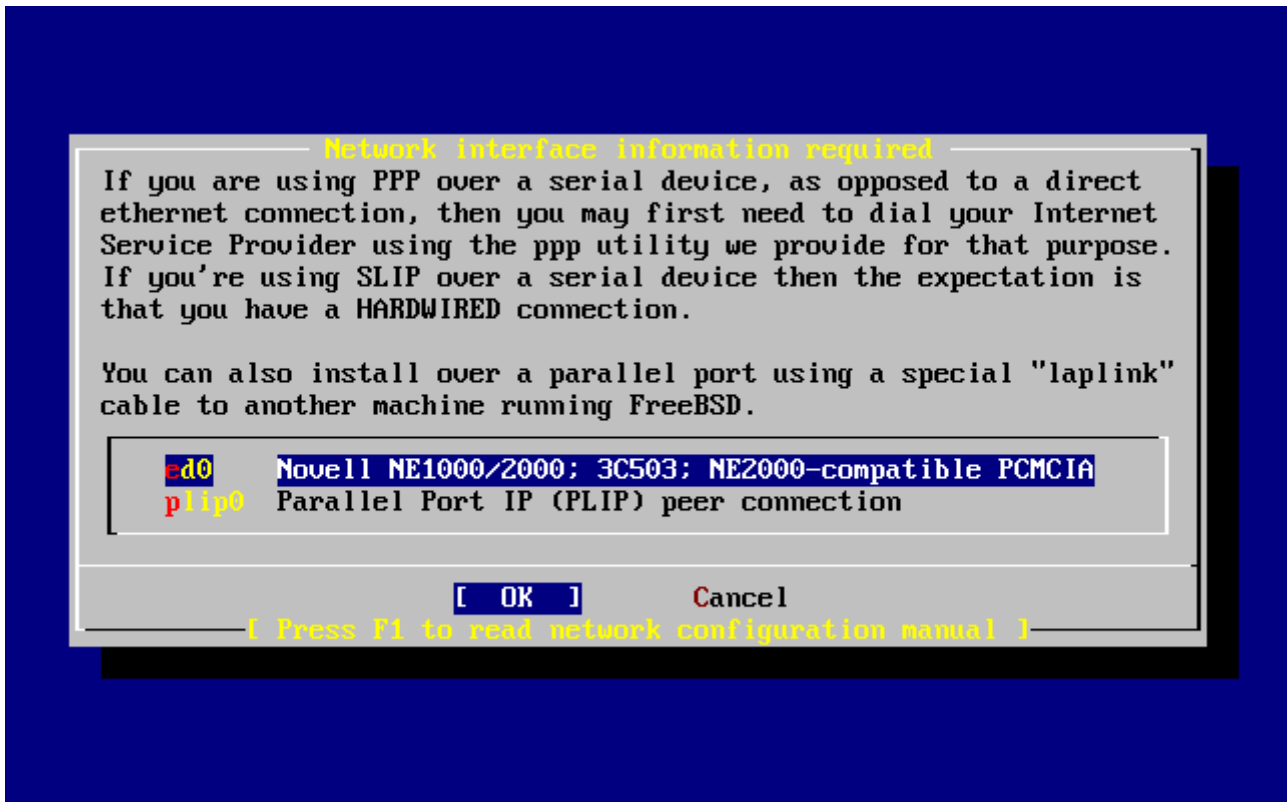 Network interface information required
If you are using PPP over a serial device, as opposed to a direct
ethernet connection, then you may first need to dial your Internet
Service Provider using the ppp utility we provide for that purpose.
If you're using SLIP over a serial device then the expectation is
that you have a HARDWIRED connection.
You can also install over a parallel port using a special "laplink"
cable to another machine running FreeBSD.
ed0 Novell NE1000/2000; 3C503; NE2000-compatible PCMCIA
plip0 Parallel Port IP (PLIP) peer connection
[ OK ] Cancel
[ Press F1 to read network configuration manual ]